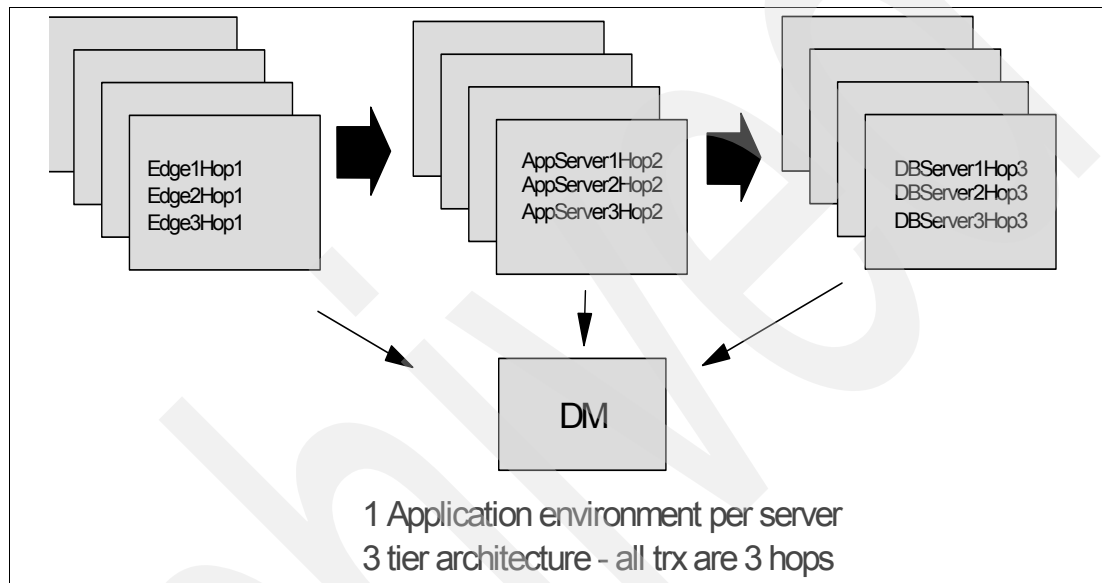 Edge1Hop1
Edge2Hop1
Edge3Hop1
AppServer1Hop2
AppServer2Hop2
AppServer3Hop2
DBServer1Hop3
DBServer2Hop3
DBServer3Hop3
DM
1 Application environment per server
3 tier architecture - all trx are 3 hops